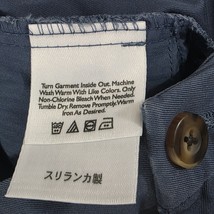 Turn Garment Inside Out. Machine
Wash Warm With Like Colors. Only
Non-Chlorine Bleach When Needed.
Tumble Dry. Remove Promptly. Warm
Iron As Desired.
スリランカ製